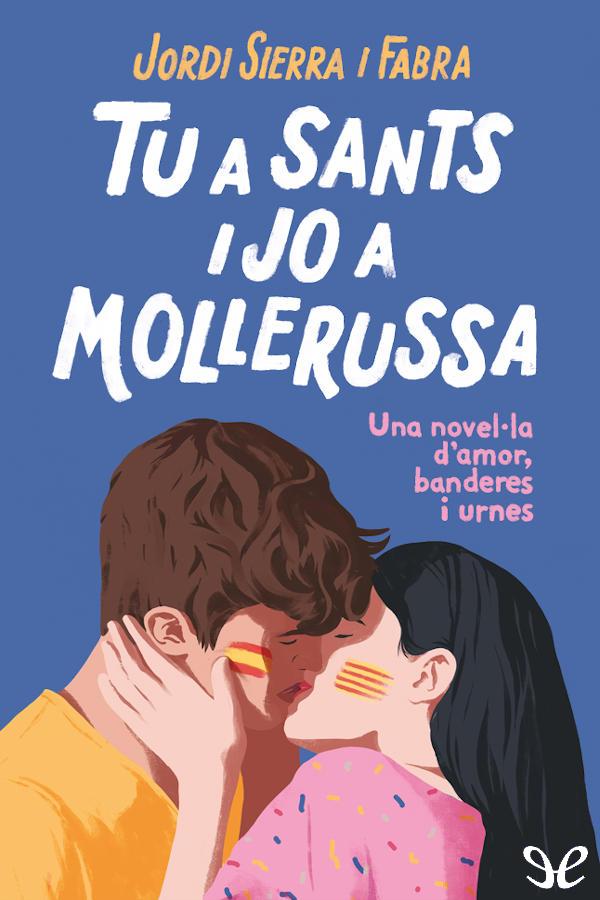 JORDI SIERRA I FABRA
TU A SANTS
I JO A
MOLLERUSSA
Una novel·la
d'amor,
banderes
i urnes